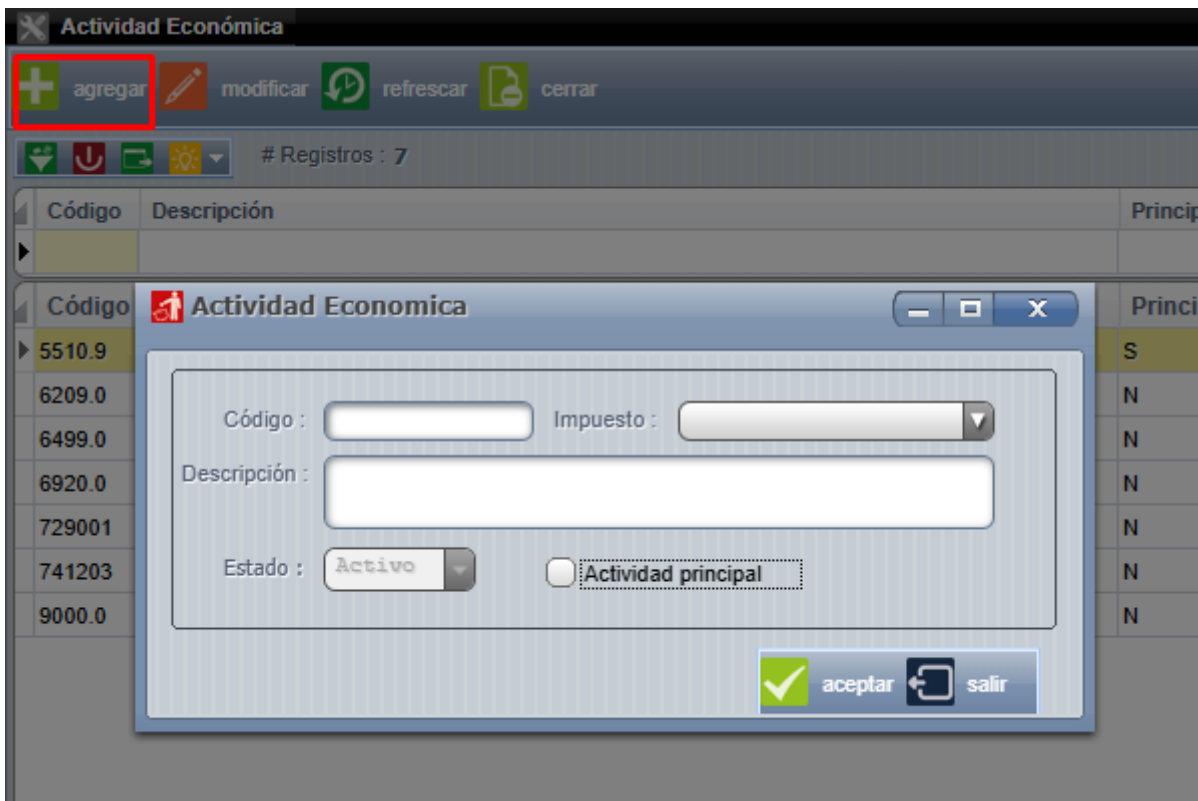 Actividad Económica
agregar modificar refrescar cerrar
# Registros : 7
Código Descripción Princip
Código Princi
Actividad Economica
5510.9 S
6209.0 N
6499.0 N
6920.0 N
729001 N
741203 N
9000.0 N
Código : Impuesto :
Descripción :
Estado : Activo Actividad principal
aceptar salir